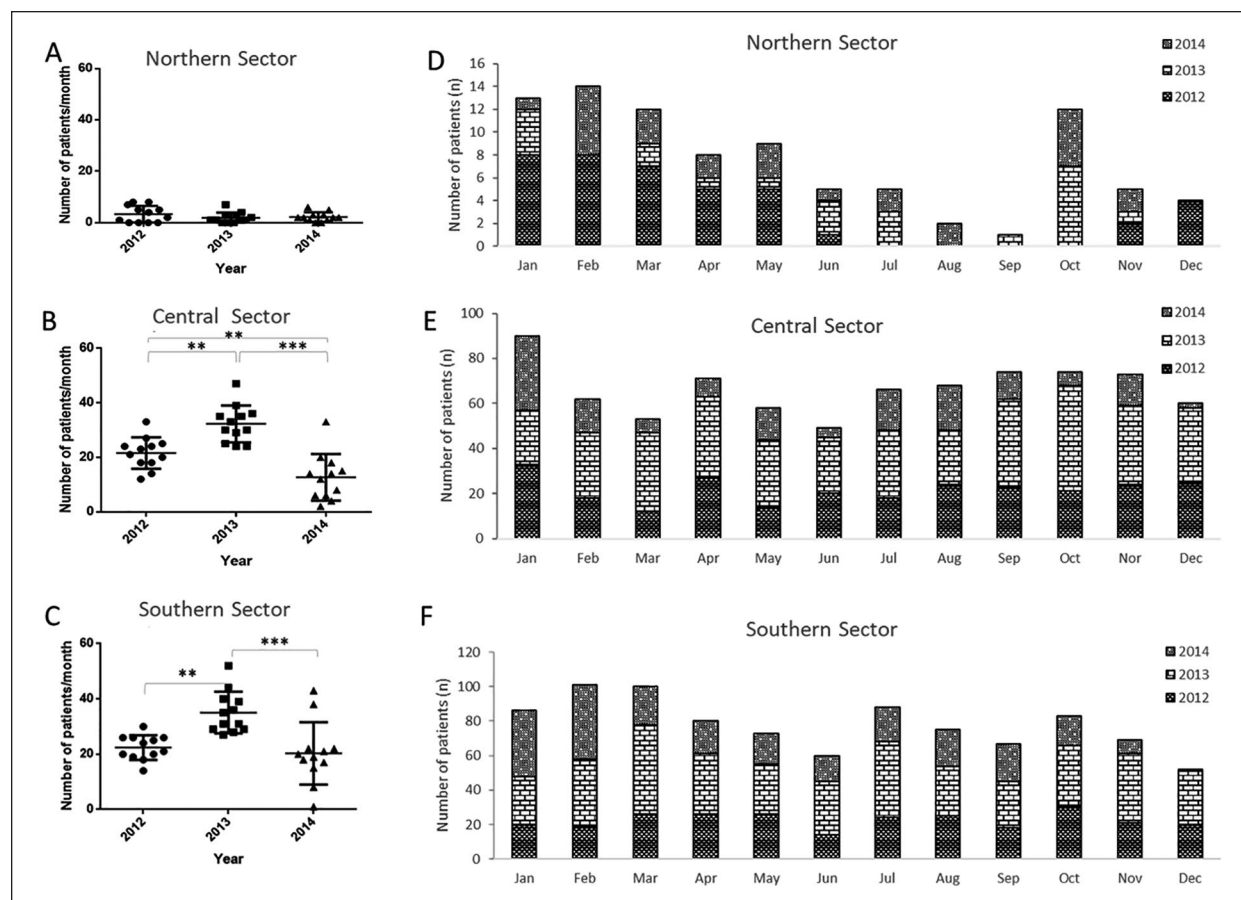 A
Northern Sector
Number of patients/month
60
40
20
0
2012
2013
2014
Year
D
Northern Sector
Number of patients (n)
16
14
12
10
8
6
4
2
0
Jan Feb Mar Apr May Jun Jul Aug Sep Oct Nov Dec
2014
2013
2012
B
Central Sector
Number of patients/month
60
40
20
0
**
** ***
2012
2013
2014
Year
E
Central Sector
Number of patients (n)
100
80
60
40
20
0
Jan Feb Mar Apr May Jun Jul Aug Sep Oct Nor Dec
2014
2013
2012
C
Southern Sector
Number of patients/month
60
40
20
0
***
**
2012
2013
2014
Year
F
Southern Sector
Number of patients (n)
120
100
80
60
40
20
0
Jan Feb Mar Apr May Jun Jul Aug Sep Oct Nov Dec
2014
2013
2012